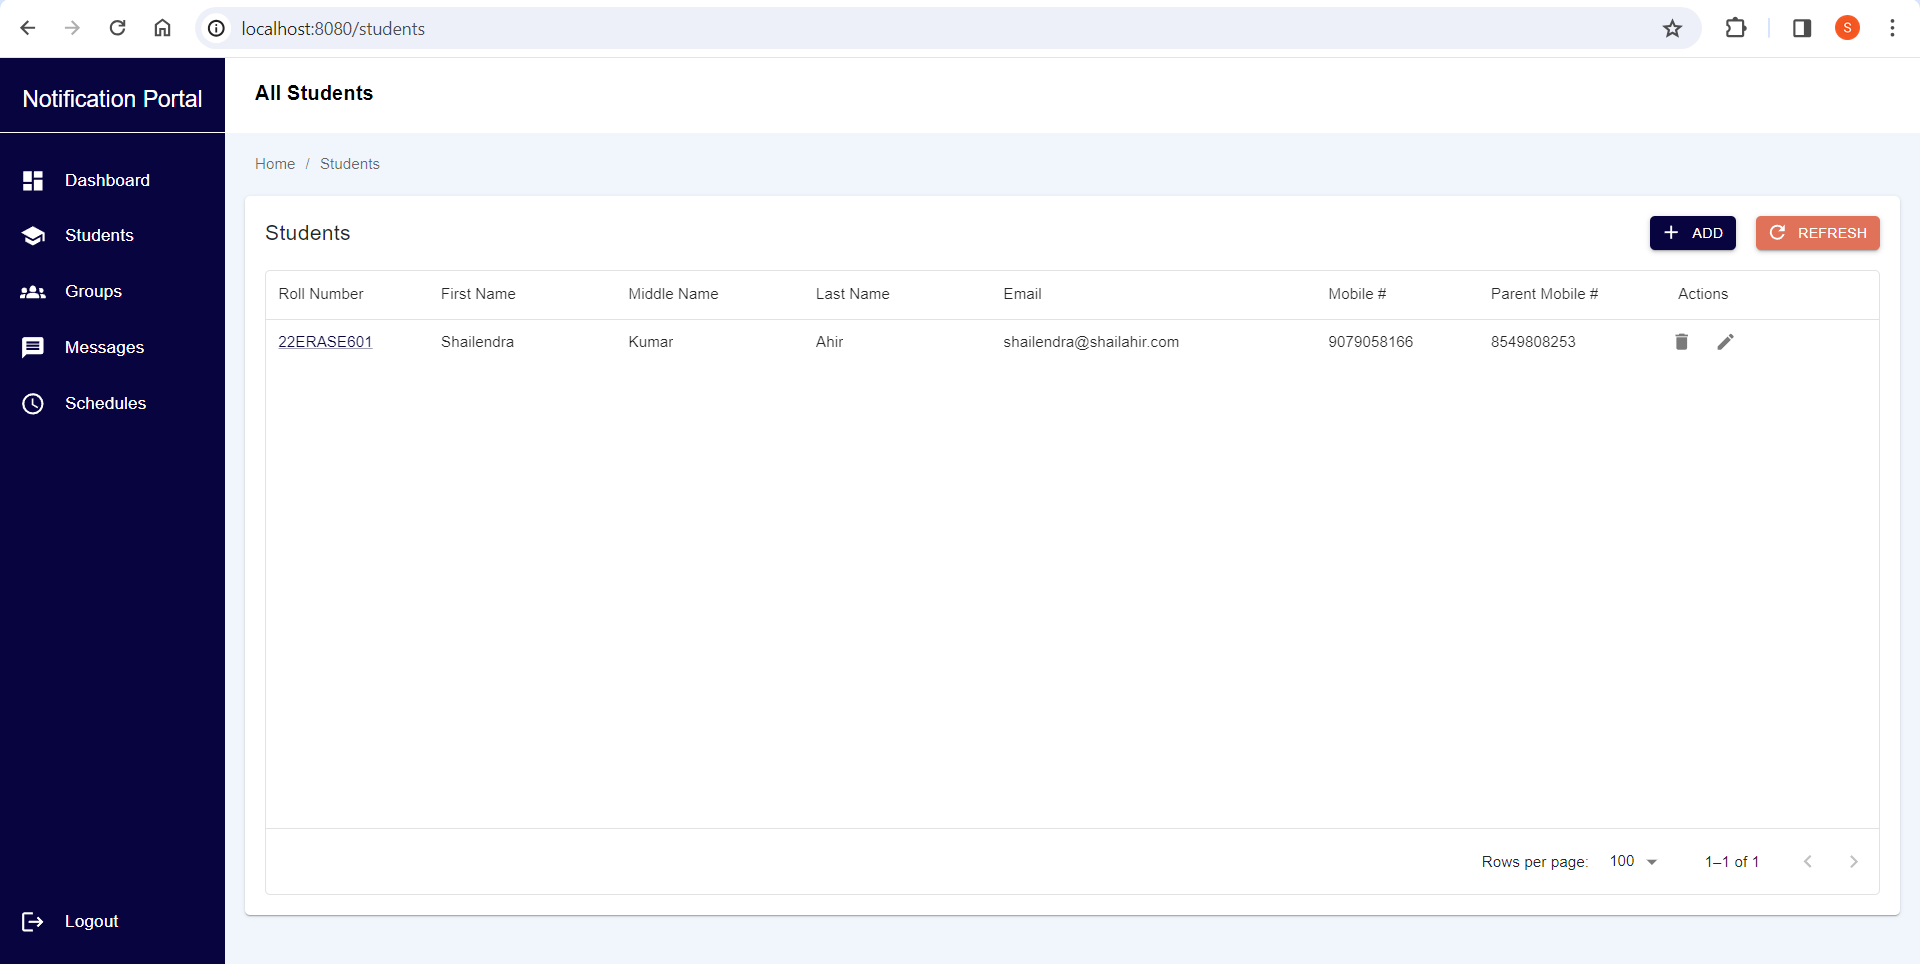 localhost:8080/students
S
Notification Portal
All Students
Dashboard
Students
Groups
Messages
Schedules
Logout
Home / Students
Students
ADD
REFRESH
Roll Number First Name Middle Name Last Name Email Mobile # Parent Mobile # Actions
22ERASE601 Shailendra Kumar Ahir shailendra@shailahir.com 9079058166 8549808253
Rows per page: 100 1–1 of 1